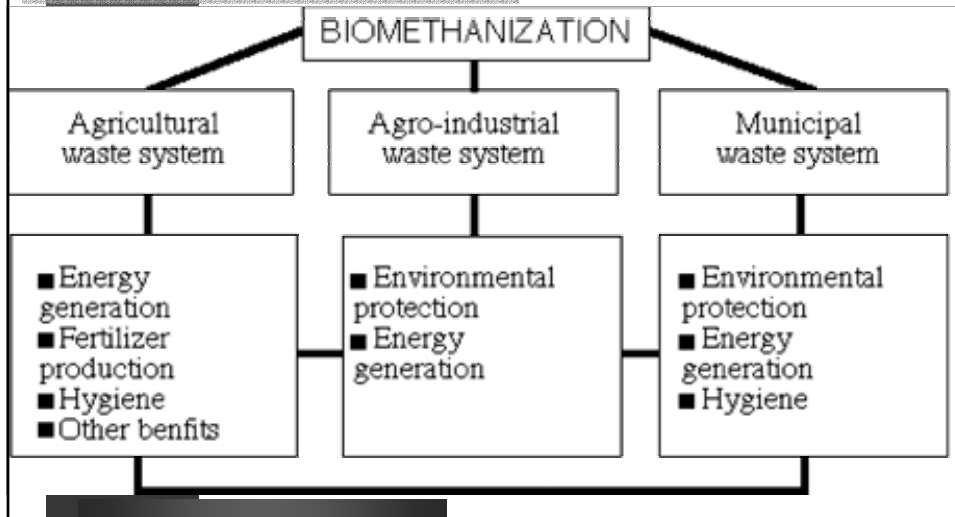 BIOMETHANIZATION
Agricultural
waste system
Agro-industrial
waste system
Municipal
waste system
■ Energy
generation
■ Fertilizer
production
■ Hygiene
■ Other benfits
■ Environmental
protection
■ Energy
generation
■ Environmental
protection
■ Energy
generation
■ Hygiene